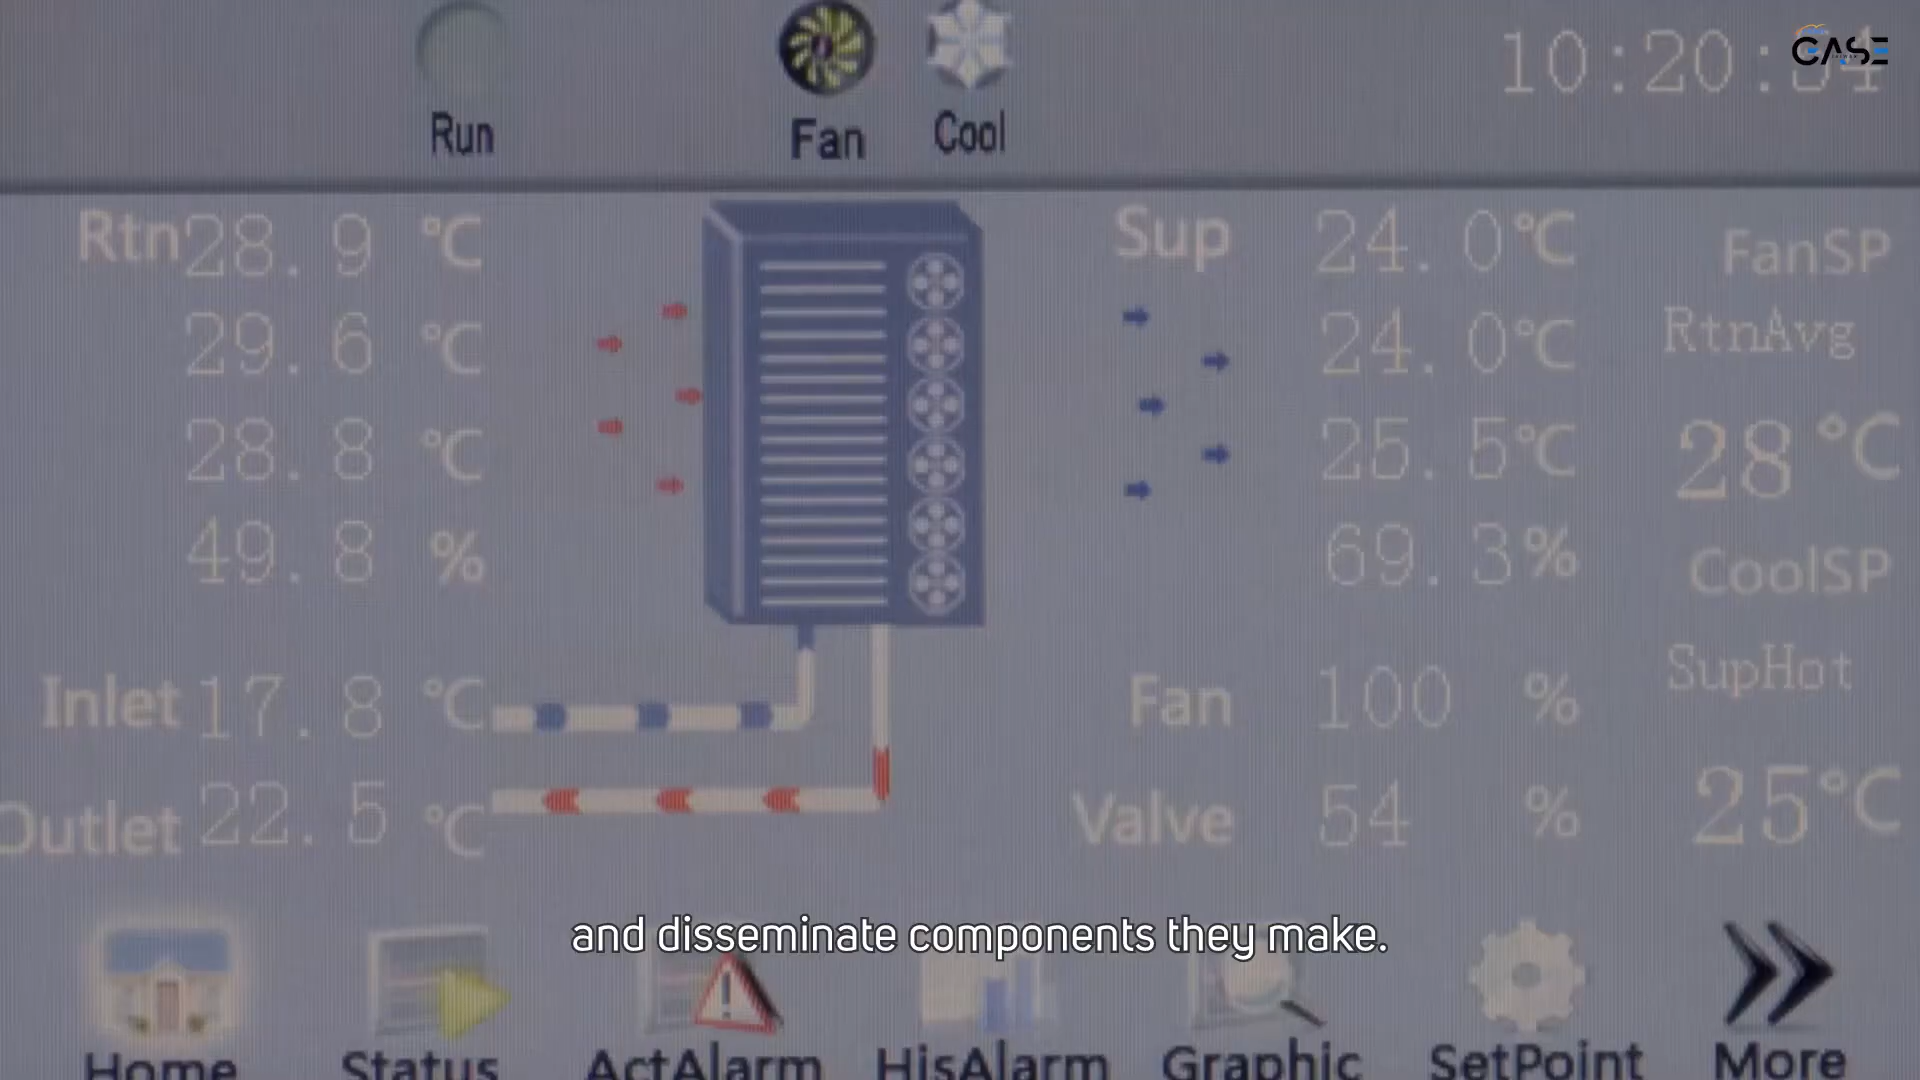 10:20:
CASE
Run
Fan
Cool
Rtn 28.9 ℃
29.6 ℃
28.8 ℃
49.8 %
Inlet 17.8 ℃
Outlet 22.5 ℃
Sup 24.0℃
24.0℃
25.5℃
69.3%
Fan 100 %
Valve 54 %
FanSP
RtnAvg
28℃
CoolSP
SupHot
25℃
and disseminate components they make.
Home
Status
ActAlarm
HisAlarm
Graphic
SetPoint
More